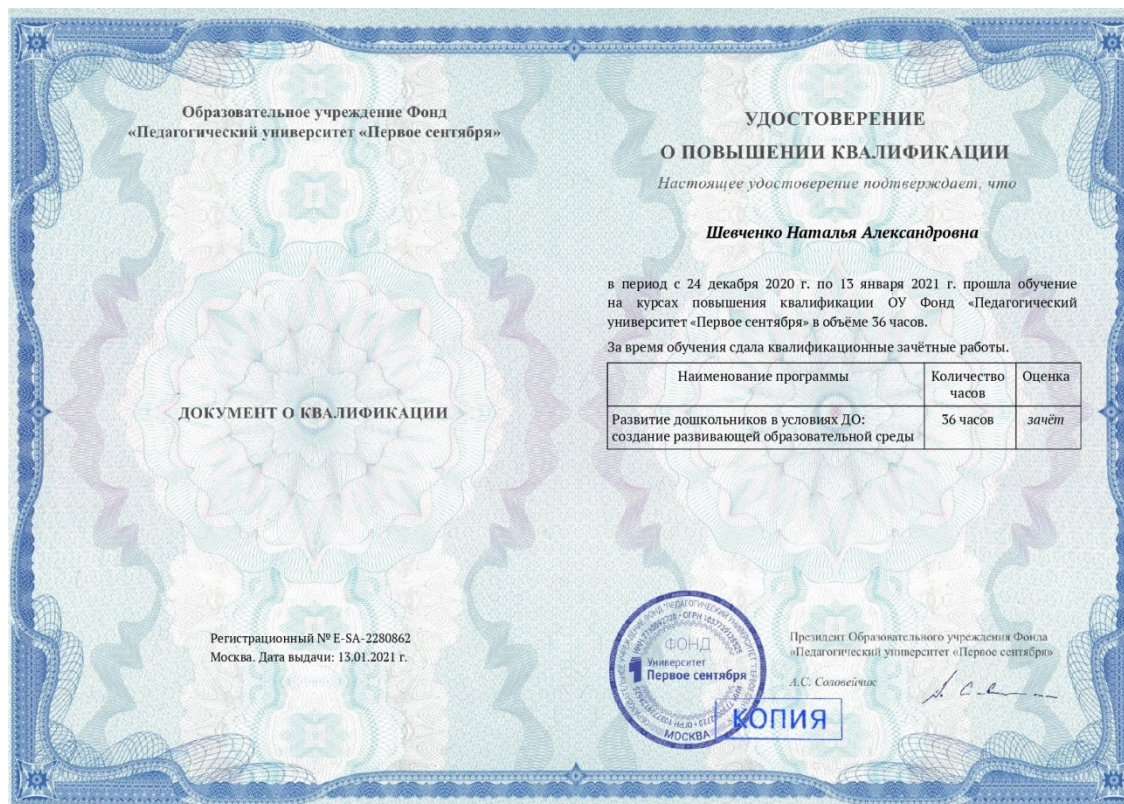 Образовательное учреждение Фонд
«Педагогический университет «Первое сентября»
ДОКУМЕНТ О КВАЛИФИКАЦИИ
Регистрационный № E-SA-2280862
Москва. Дата выдачи: 13.01.2021 г.
УДОСТОВЕРЕНИЕ
О ПОВЫШЕНИИ КВАЛИФИКАЦИИ
Настоящее удостоверение подтверждает, что
Шевченко Наталья Александровна
в период с 24 декабря 2020 г. по 13 января 2021 г. прошла обучение
на курсах повышения квалификации ОУ Фонд «Педагогический
университет «Первое сентября» в объёме 36 часов.
За время обучения сдала квалификационные зачётные работы.
Наименование программы Количество часов Оценка
Развитие дошкольников в условиях ДО: 36 часов зачёт
создание развивающей образовательной среды
ФОНД
Университет
Первое сентября
МОСКВА
КОПИЯ
Президент Образовательного учреждения Фонда
«Педагогический университет «Первое сентября»
А.С. Соловейчик